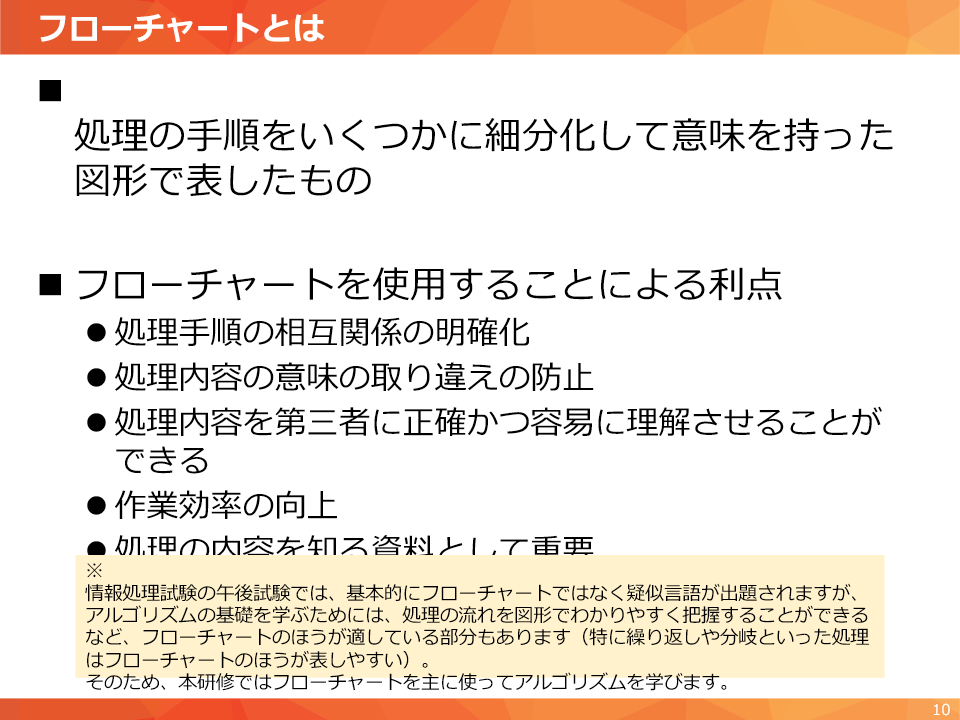 フローチャートとは
■
処理の手順をいくつかに細分化して意味を持った
図形で表したもの
■ フローチャートを使用することによる利点
● 処理手順の相互関係の明確化
● 処理内容の意味の取り違えの防止
● 処理内容を第三者に正確かつ容易に理解させることが
できる
● 作業効率の向上
● 処理の内容を知る資料として重要
※
情報処理試験の午後試験では、基本的にフローチャートではなく疑似言語が出題されますが、
アルゴリズムの基礎を学ぶためには、処理の流れを図形でわかりやすく把握することができる
など、フローチャートのほうが適している部分もあります（特に繰り返しや分岐といった処理
はフローチャートのほうが表しやすい）。
そのため、本研修ではフローチャートを主に使ってアルゴリズムを学びます。
10